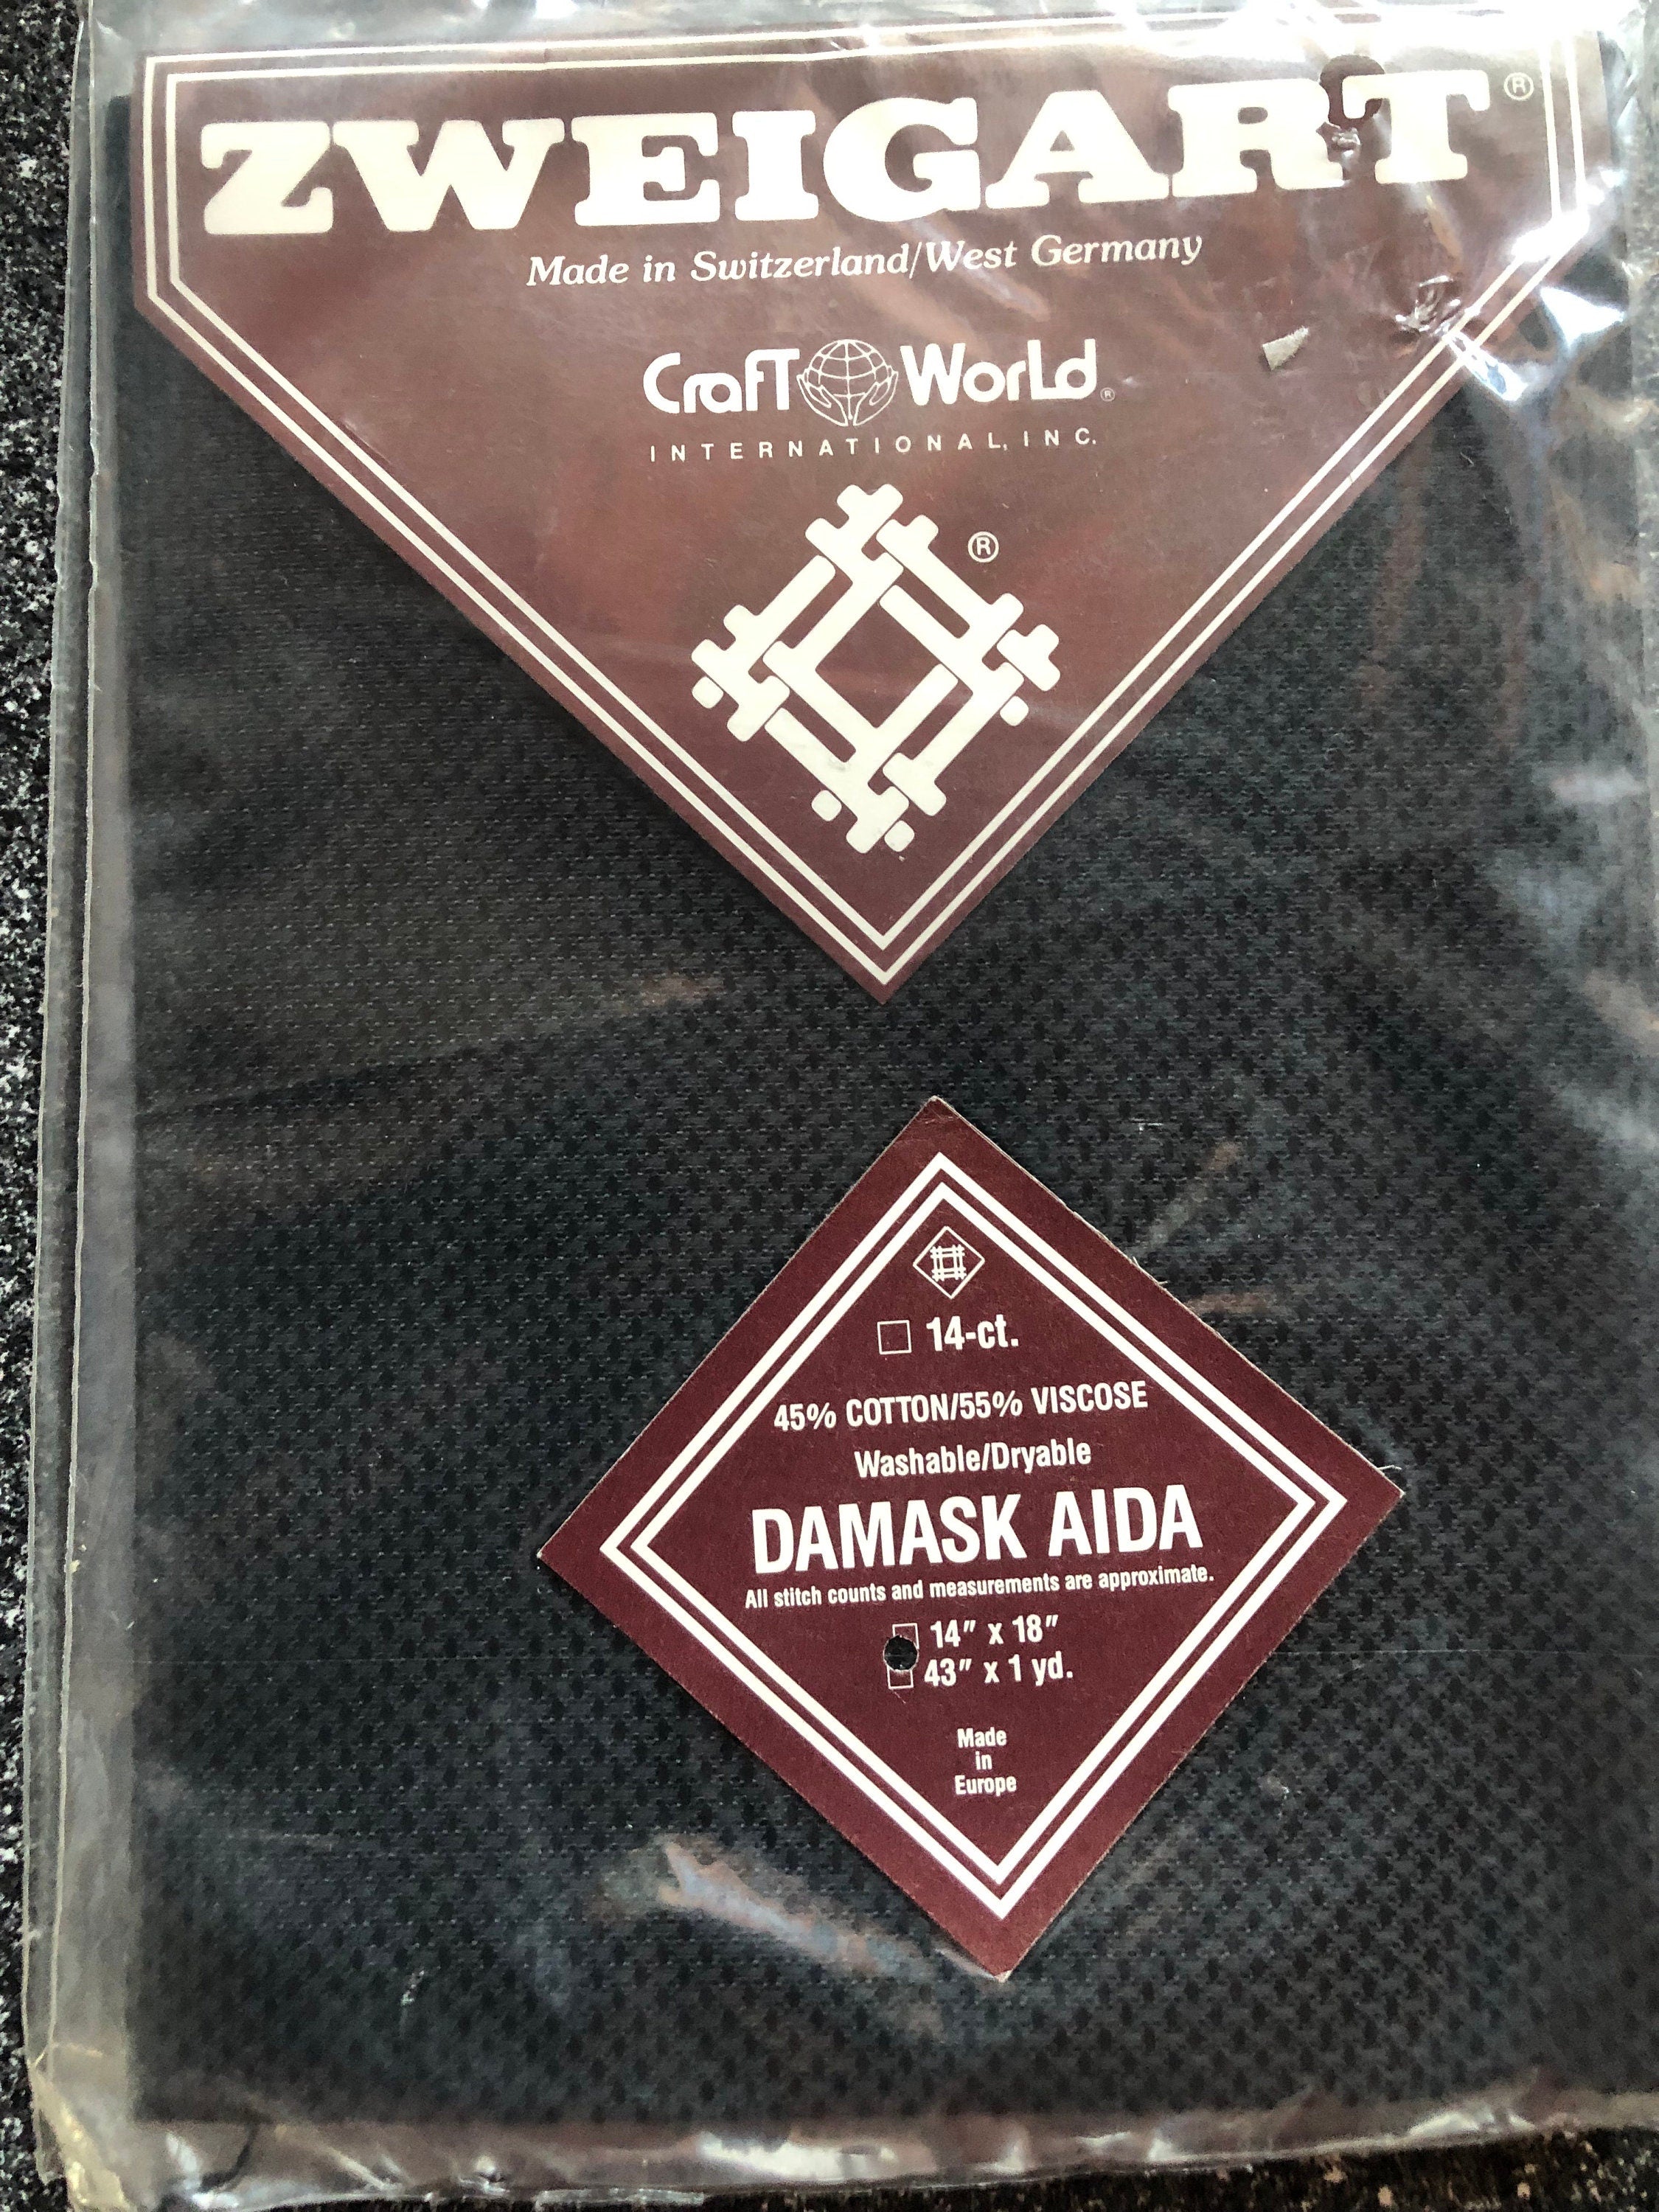 ZWEIGART®
Made in Switzerland/West Germany
CrafT WorLd®
INTERNATIONAL, INC.
®
14-ct.
45% COTTON/55% VISCOSE
Washable/Dryable
DAMASK AIDA
All stitch counts and measurements are approximate.
14" x 18"
43" x 1 yd.
Made
in
Europe